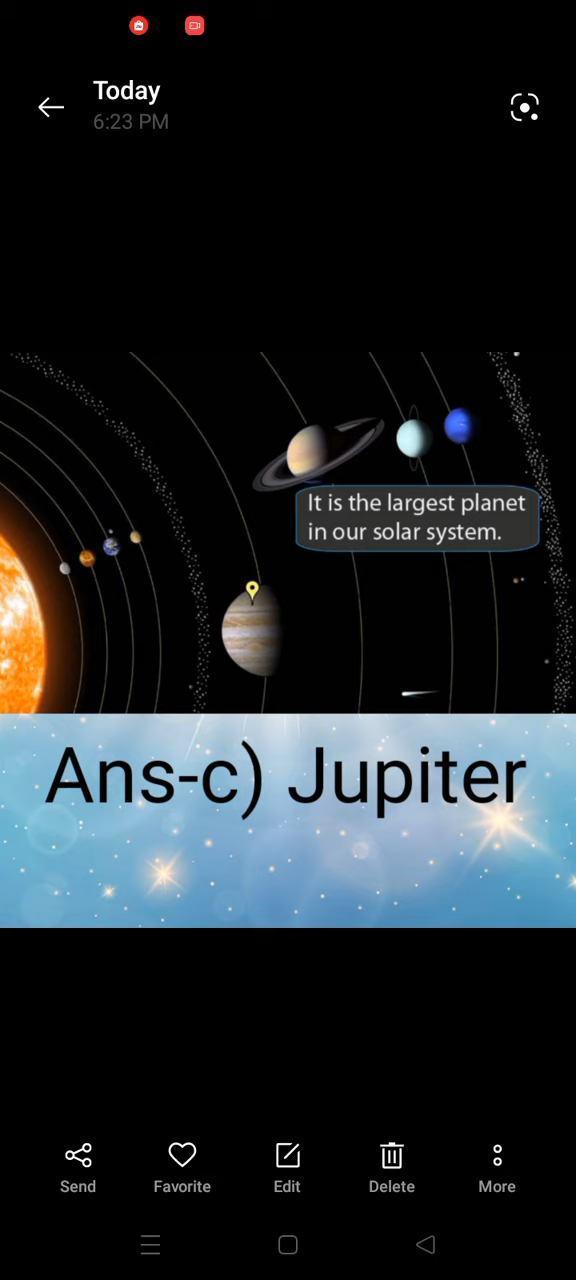 Today
6:23 PM
It is the largest planet
in our solar system.
Ans-c) Jupiter
Send
Favorite
Edit
Delete
More